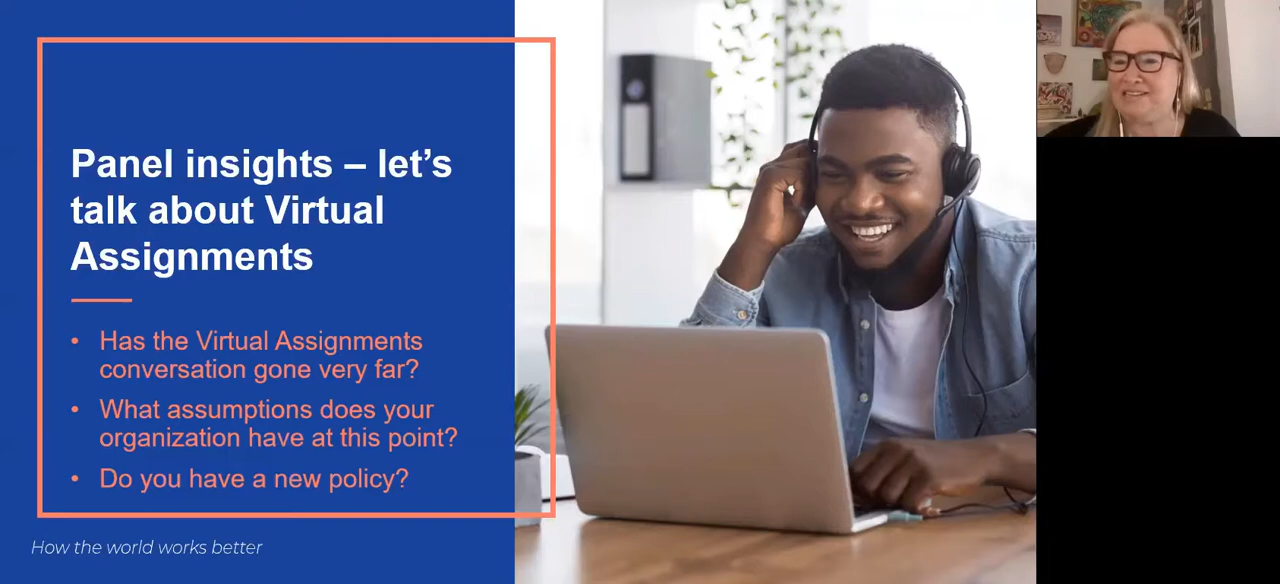 Panel insights – let's
talk about Virtual
Assignments
• Has the Virtual Assignments
conversation gone very far?
• What assumptions does your
organization have at this point?
• Do you have a new policy?
How the world works better